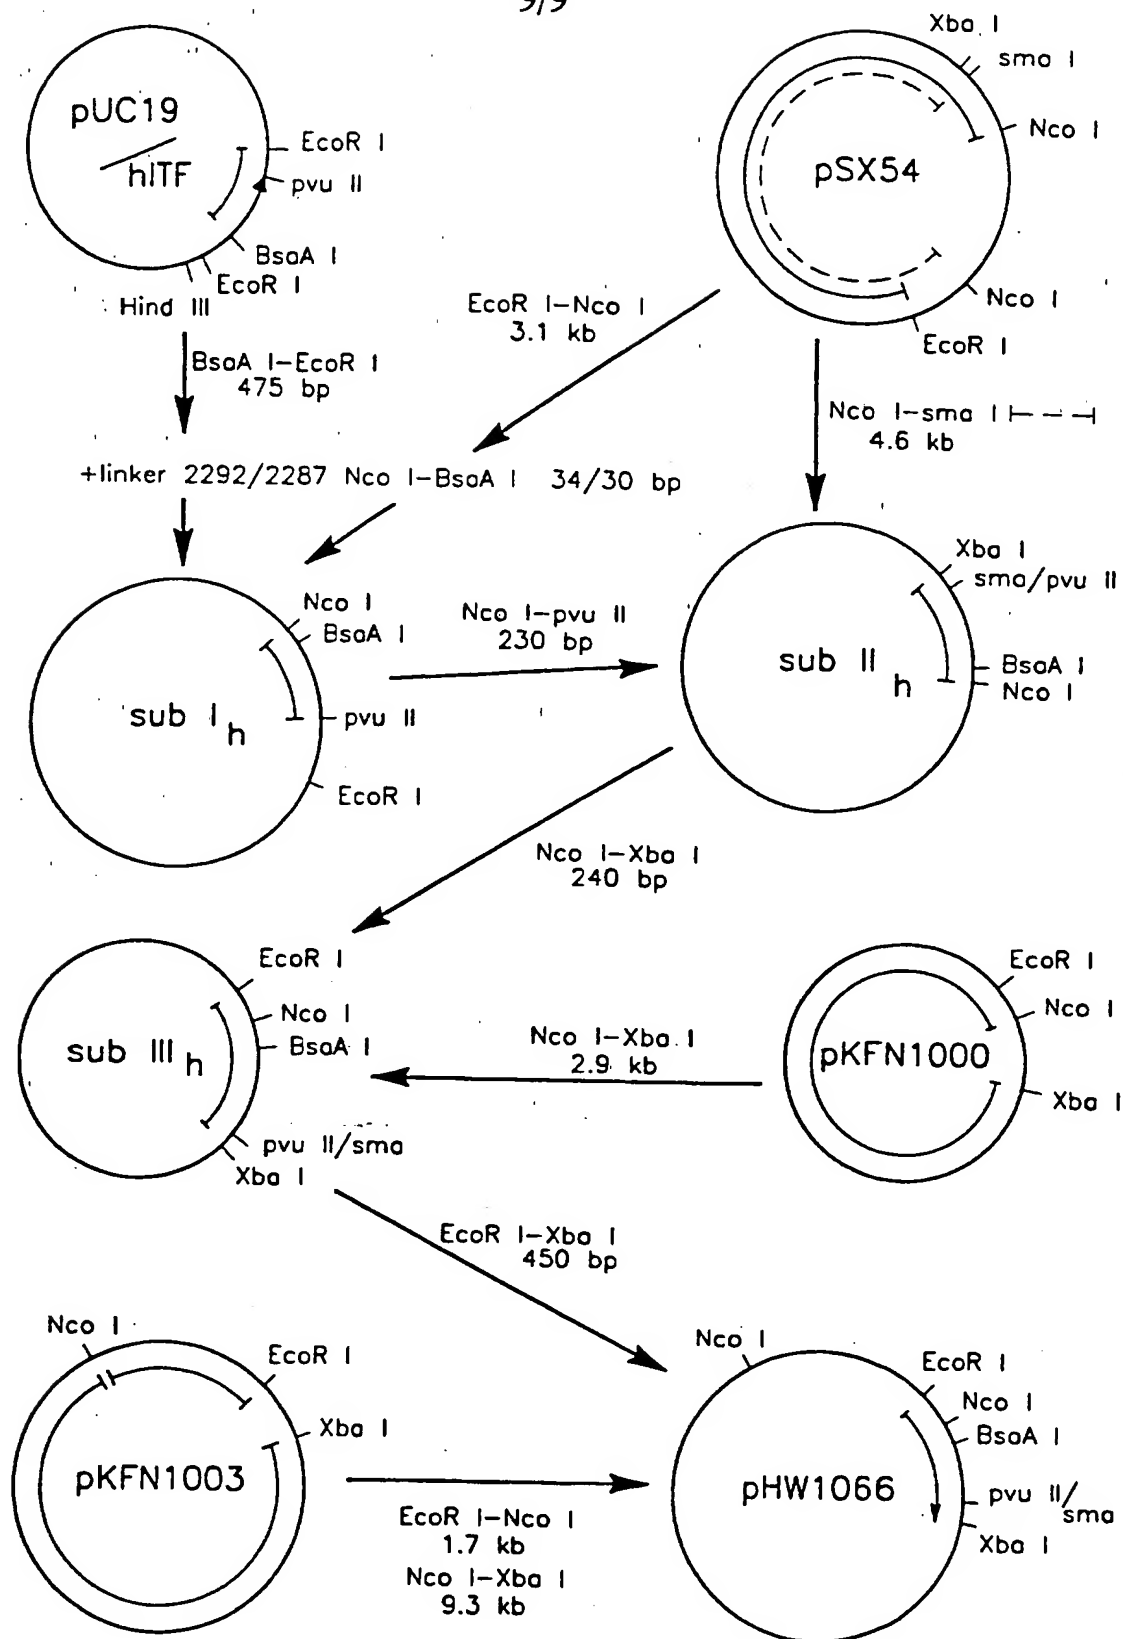 9/9
pUC19
hITF
EcoR I
pvu II
BsaA I
EcoR I
Hind III
Xba I
sma I
Nco I
pSX54
Nco I
EcoR I
EcoR I-Nco I
3.1 kb
BsaA I-EcoR I
475 bp
Nco I-sma I
4.6 kb
+linker 2292/2287 Nco I-BsaA I 34/30 bp
Nco I
BsaA I
sub I h
pvu II
EcoR I
Nco I-pvu II
230 bp
Xba I
sma/pvu II
sub II h
BsaA I
Nco I
Nco I-Xba I
240 bp
EcoR I
Nco I
BsaA I
sub III h
pvu II/sma
Xba I
Nco I-Xba I
2.9 kb
EcoR I
Nco I
pKFN1000
Xba I
EcoR I-Xba I
450 bp
Nco I
EcoR I
Xba I
pKFN1003
EcoR I-Nco I
1.7 kb
Nco I-Xba I
9.3 kb
Nco I
EcoR I
Nco I
BsaA I
pHW1066
pvu II/
sma
Xba I